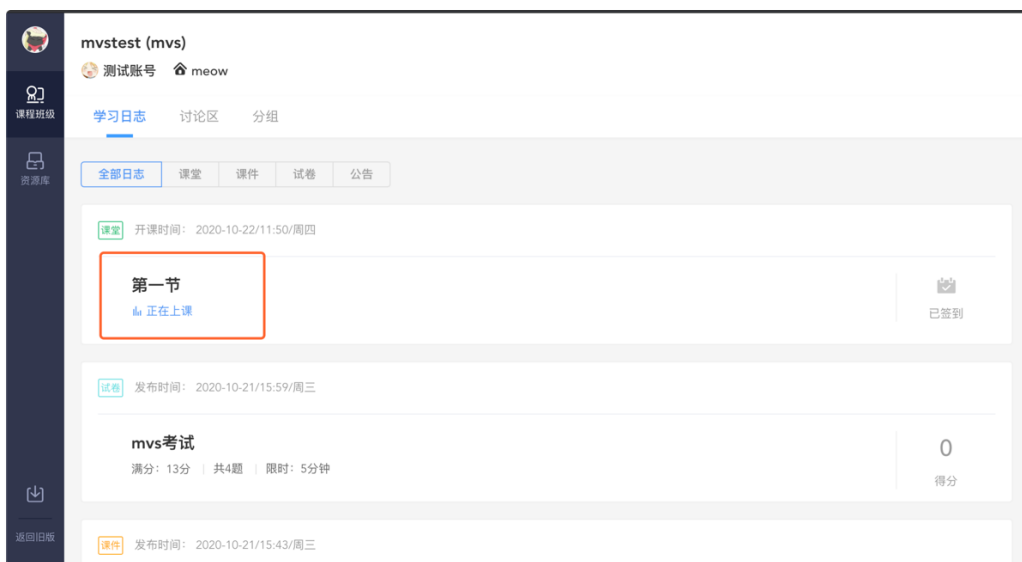 mvstest (mvs)
测试账号 meow
课程班级
学习日志 讨论区 分组
资源库
全部日志 课堂 课件 试卷 公告
课堂 开课时间： 2020-10-22/11:50/周四
第一节
正在上课
已签到
试卷 发布时间： 2020-10-21/15:59/周三
mvs考试
满分：13分 | 共4题 | 限时：5分钟
0
得分
返回旧版
课件 发布时间： 2020-10-21/15:43/周三